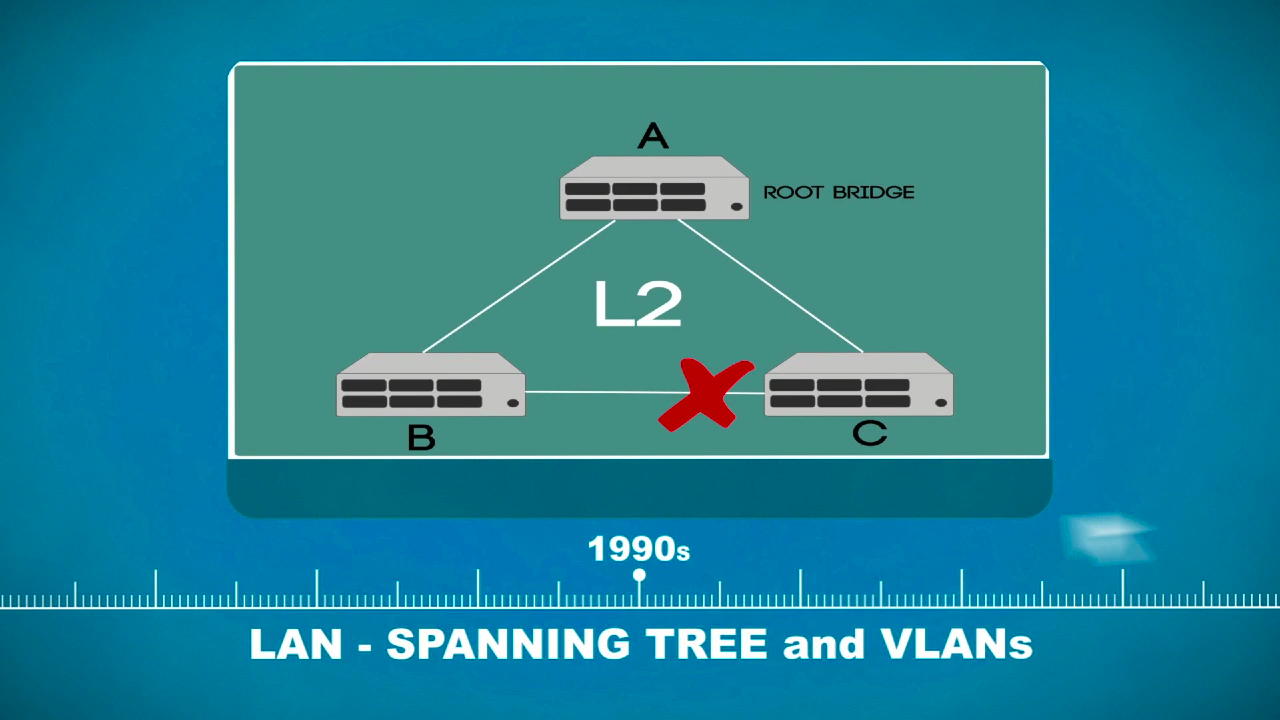 A
ROOT BRIDGE
L2
B
C
1990s
LAN - SPANNING TREE and VLANs